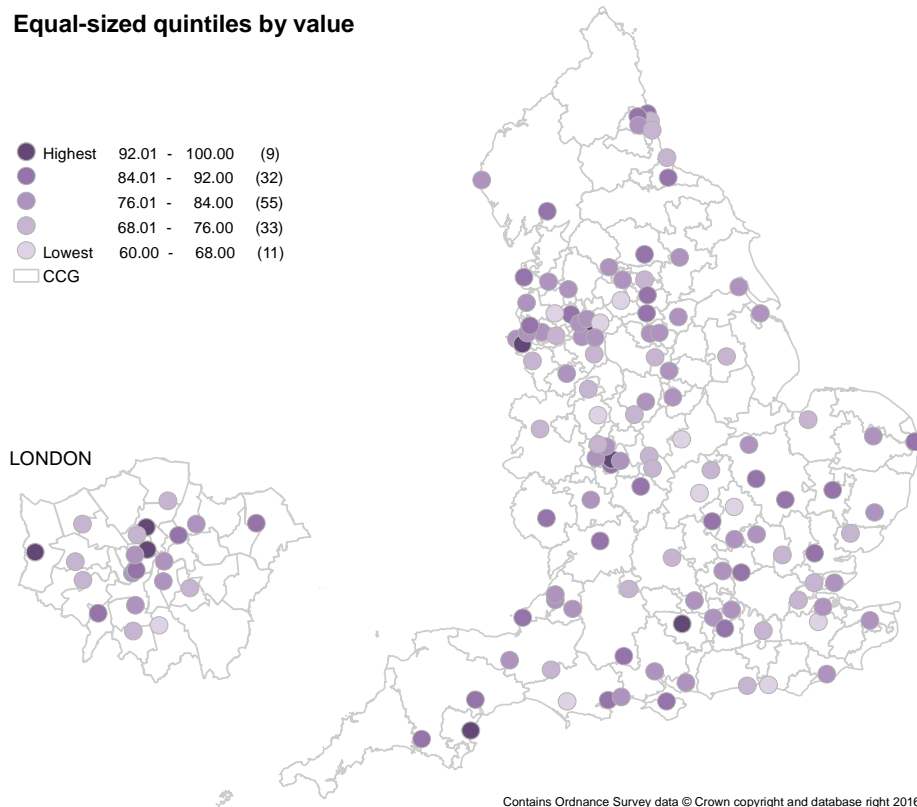 Equal-sized quintiles by value
Highest 92.01 - 100.00 (9)
84.01 - 92.00 (32)
76.01 - 84.00 (55)
68.01 - 76.00 (33)
Lowest 60.00 - 68.00 (11)
CCG
LONDON
Contains Ordnance Survey data © Crown copyright and database right 2016